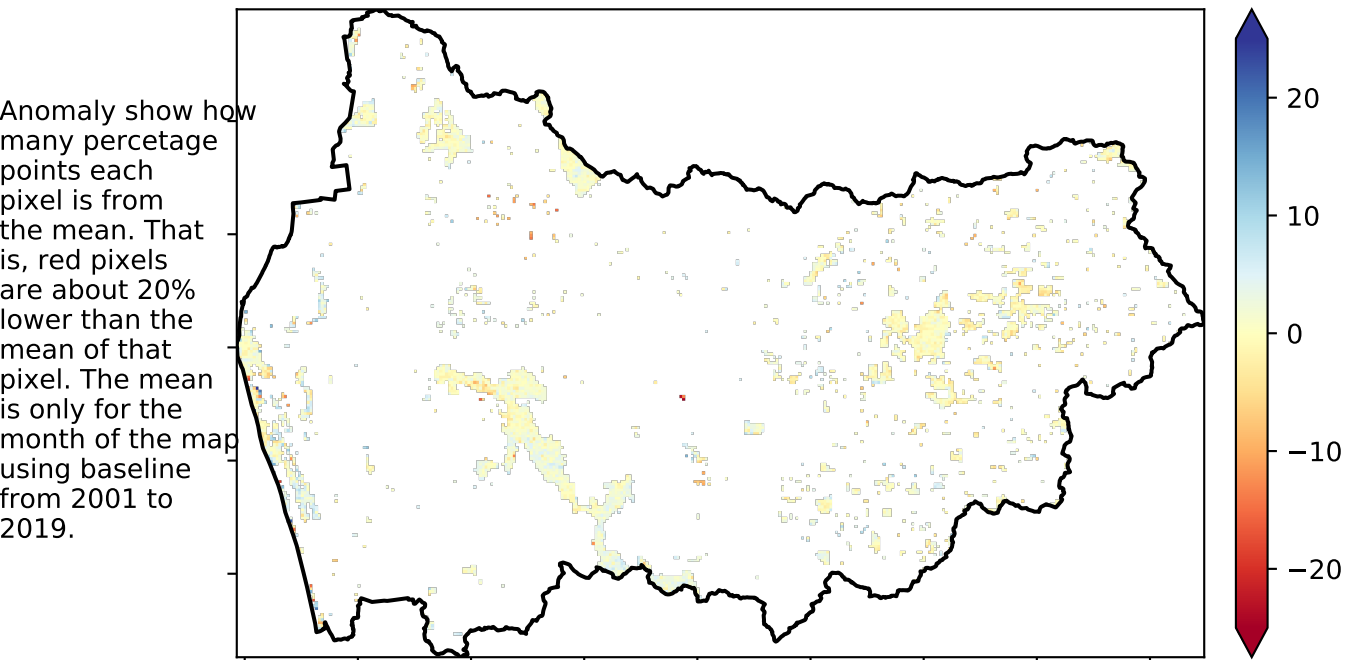 Anomaly show how
many percetage
points each
pixel is from
the mean. That
is, red pixels
are about 20%
lower than the
mean of that
pixel. The mean
is only for the
month of the map
using baseline
from 2001 to
2019.
20
10
0
−10
−20